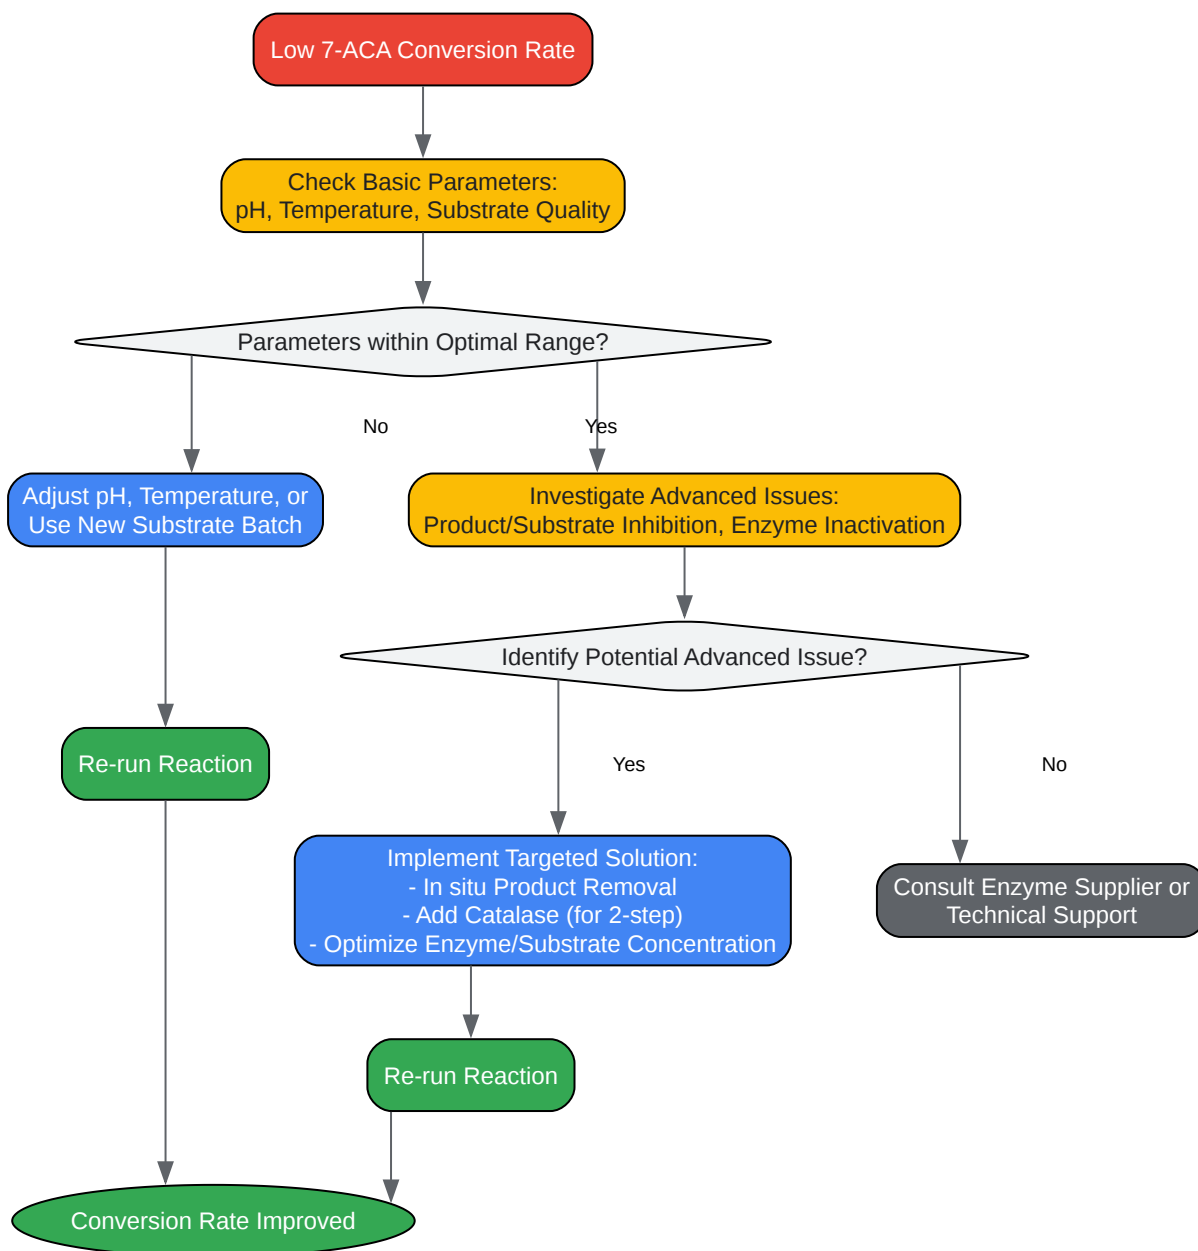 Low 7-ACA Conversion Rate
Check Basic Parameters:
pH, Temperature, Substrate Quality
Parameters within Optimal Range?
No
Yes
Adjust pH, Temperature, or
Use New Substrate Batch
Investigate Advanced Issues:
Product/Substrate Inhibition, Enzyme Inactivation
Identify Potential Advanced Issue?
Re-run Reaction
Yes
No
Implement Targeted Solution:
- In situ Product Removal
- Add Catalase (for 2-step)
- Optimize Enzyme/Substrate Concentration
Consult Enzyme Supplier or
Technical Support
Re-run Reaction
Conversion Rate Improved